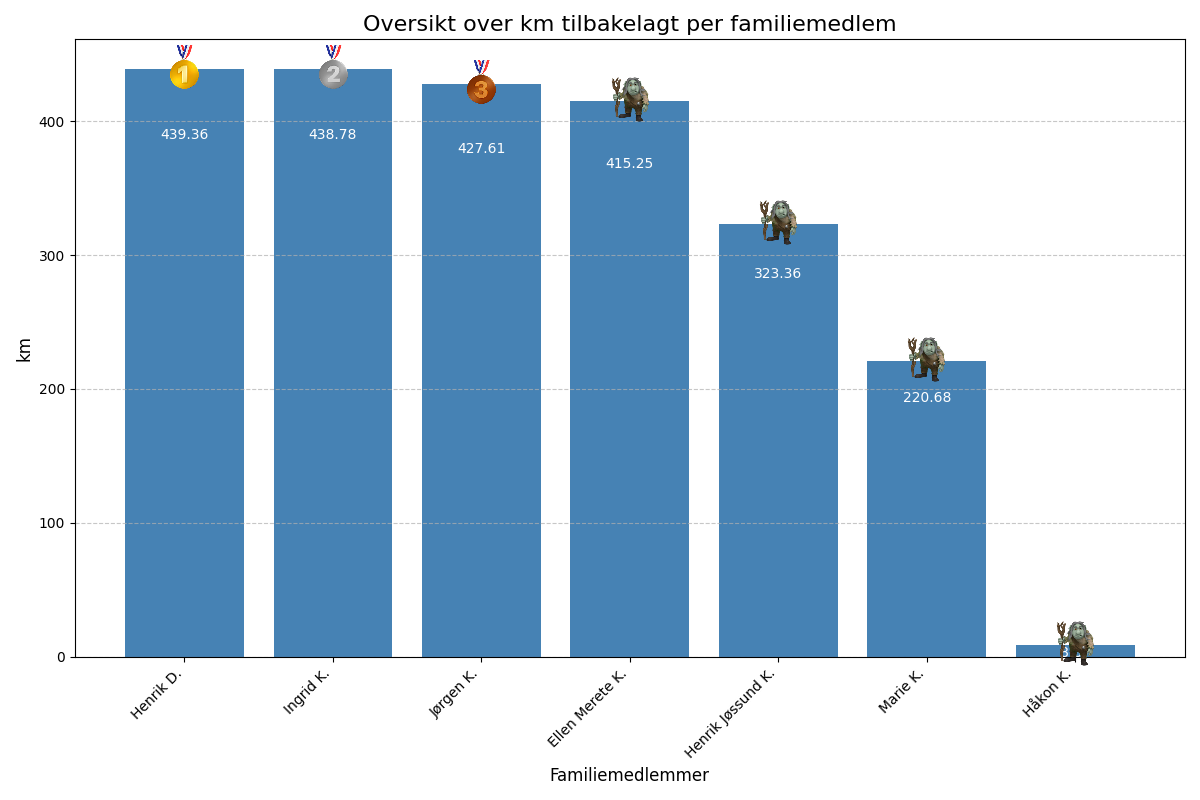 Oversikt over km tilbakelagt per familiemedlem
1
2
3
439.36
438.78
427.61
415.25
323.36
220.68
400
300
200
100
0
km
Henrik D.
Ingrid K.
Jørgen K.
Ellen Merete K.
Henrik Jøssund K.
Marie K.
Håkon K.
Familiemedlemmer